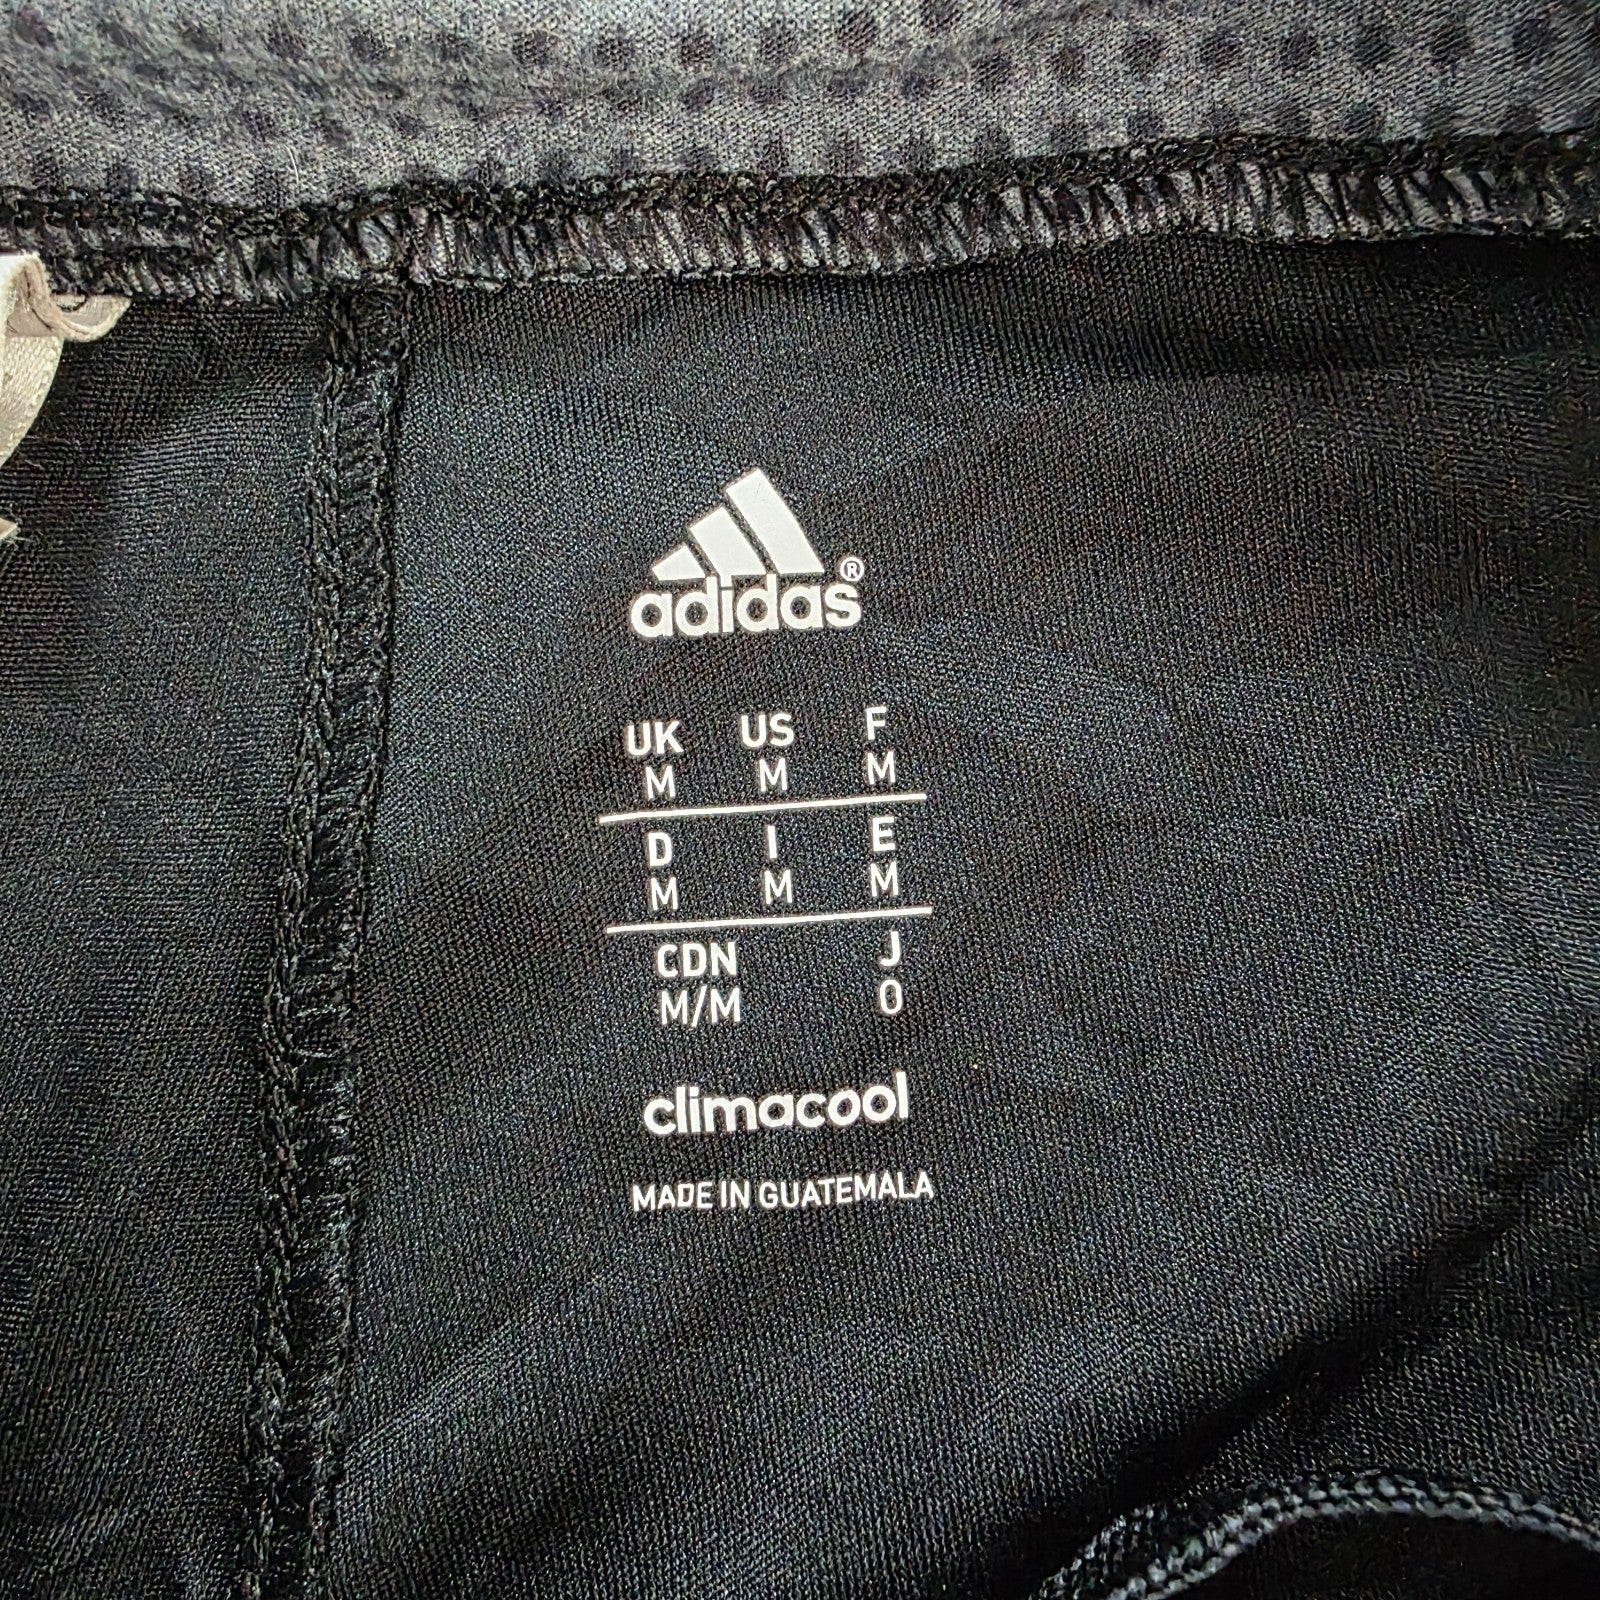 adidas®
UK US F
M M M
D I E
M M M
CDN J
M/M O
climacool
MADE IN GUATEMALA